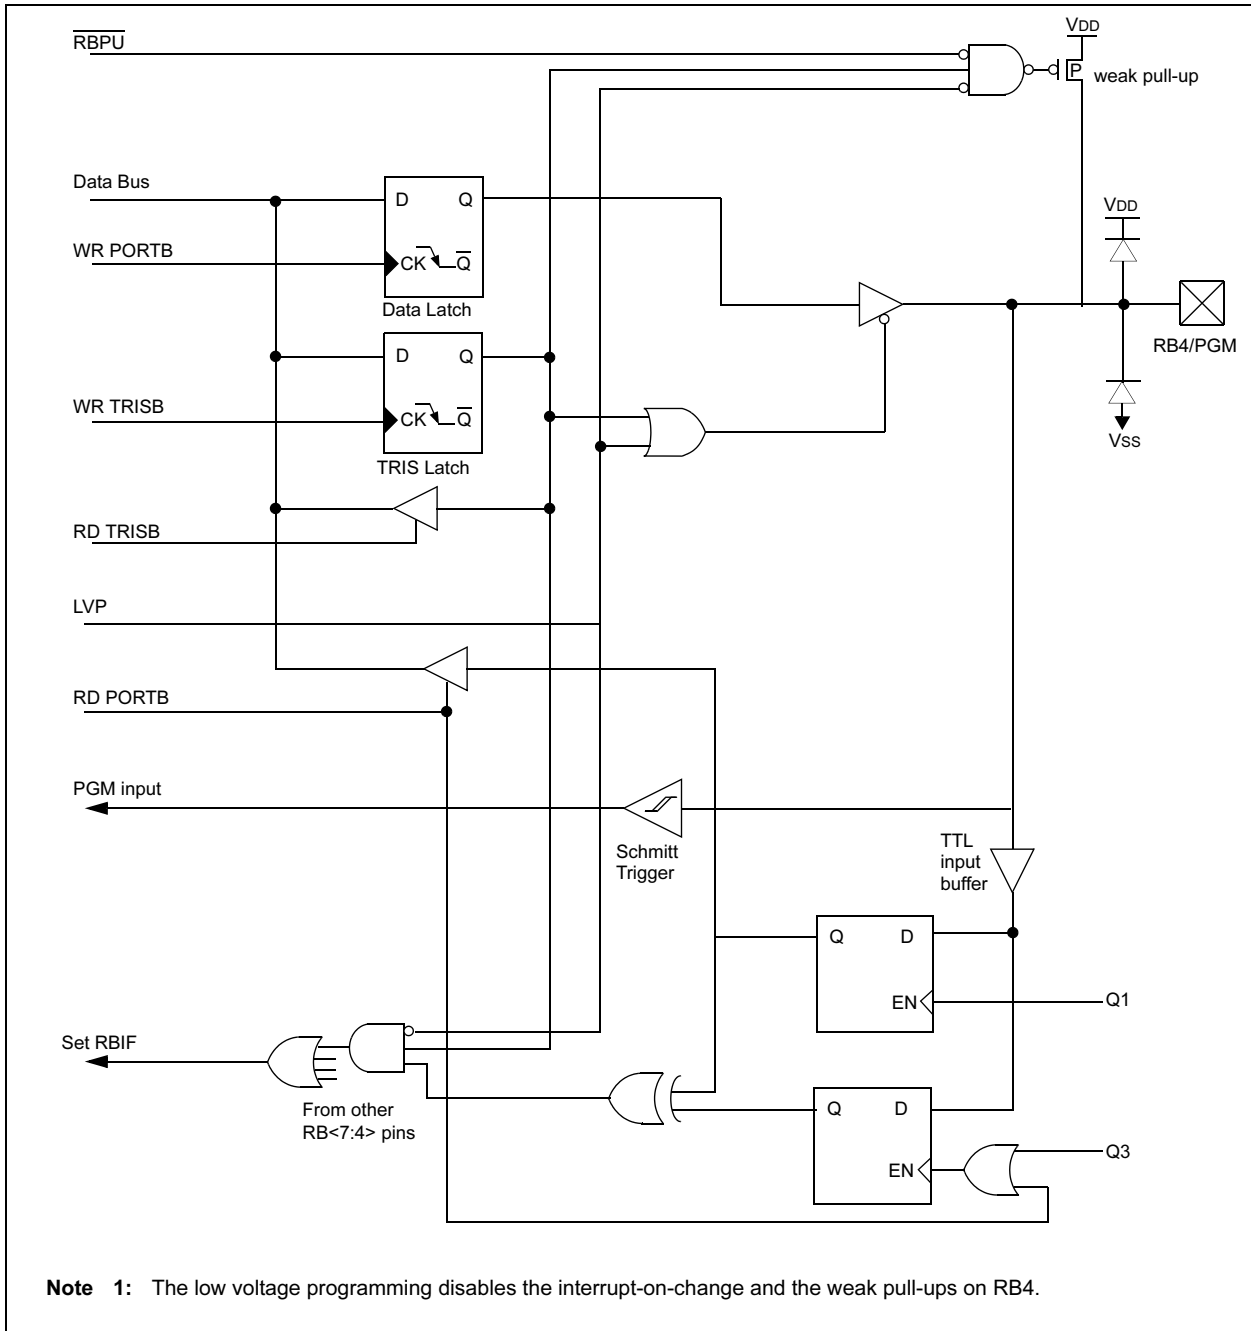 RBPU
VDD
P
weak pull-up
Data Bus
D Q
VDD
WR PORTB
CK Q
Data Latch
D Q
RB4/PGM
WR TRISB
CK Q
VSS
TRIS Latch
RD TRISB
LVP
RD PORTB
PGM input
Schmitt
Trigger
TTL
input
buffer
Q D
EN
Q1
Set RBIF
From other
RB<7:4> pins
Q D
Q3
EN
Note 1: The low voltage programming disables the interrupt-on-change and the weak pull-ups on RB4.